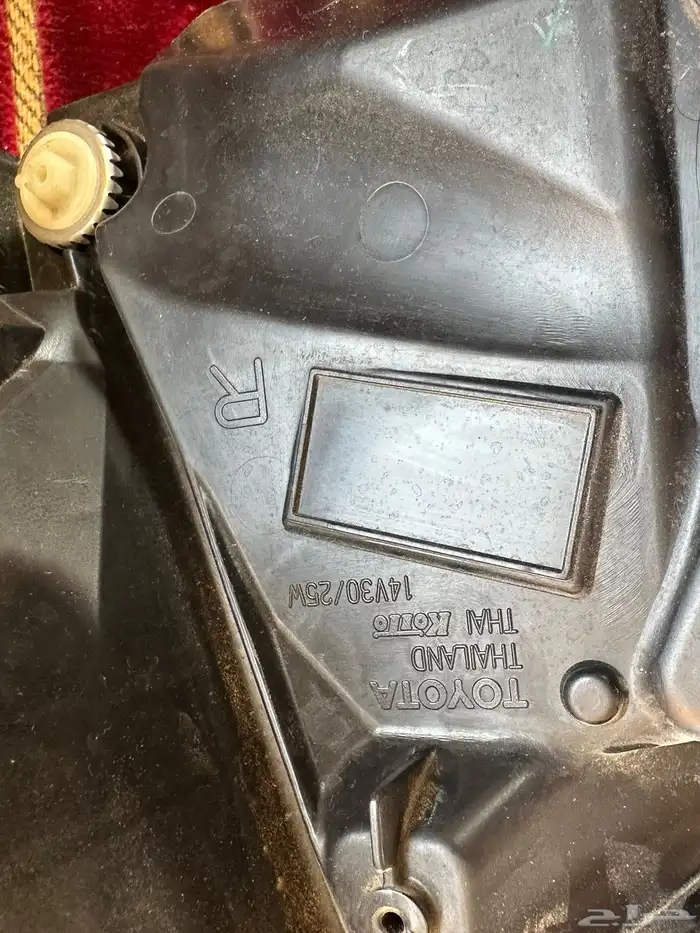 TOYOTA
THAILAND
THAI KOITO
14V30/25W
R
حراج